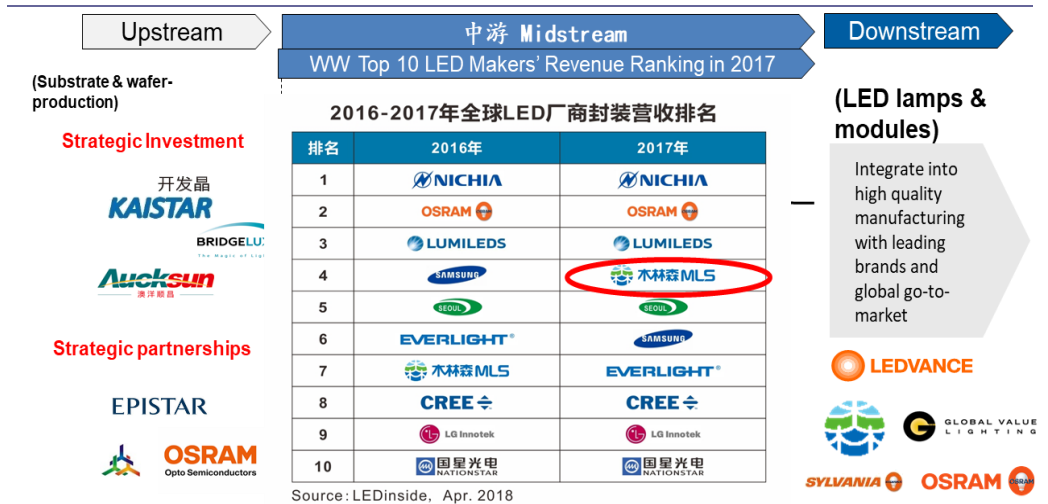 Upstream
中游 Midstream
WW Top 10 LED Makers' Revenue Ranking in 2017
Downstream
(Substrate & wafer-
production)
Strategic Investment
开发晶
KAISTAR
BRIDGELUX
The Magic of Light
Aucksun
澳洋顺昌
Strategic partnerships
EPISTAR
OSRAM
Opto Semiconductors
2016-2017年全球LED厂商封装营收排名
排名 2016年 2017年
1 NICHIA NICHIA
2 OSRAM OSRAM
3 LUMILEDS LUMILEDS
4 SAMSUNG 木林森MLS
5 SEOUL SEOUL
6 EVERLIGHT® SAMSUNG
7 木林森MLS EVERLIGHT®
8 CREE CREE
9 LG Innotek LG Innotek
10 国星光电 NATIONSTAR 国星光电 NATIONSTAR
Source: LEDinside, Apr. 2018
(LED lamps &
modules)
Integrate into
high quality
manufacturing
with leading
brands and
global go-to-
market
LEDVANCE
GLOBAL VALUE
LIGHTING
SYLVANIA
OSRAM